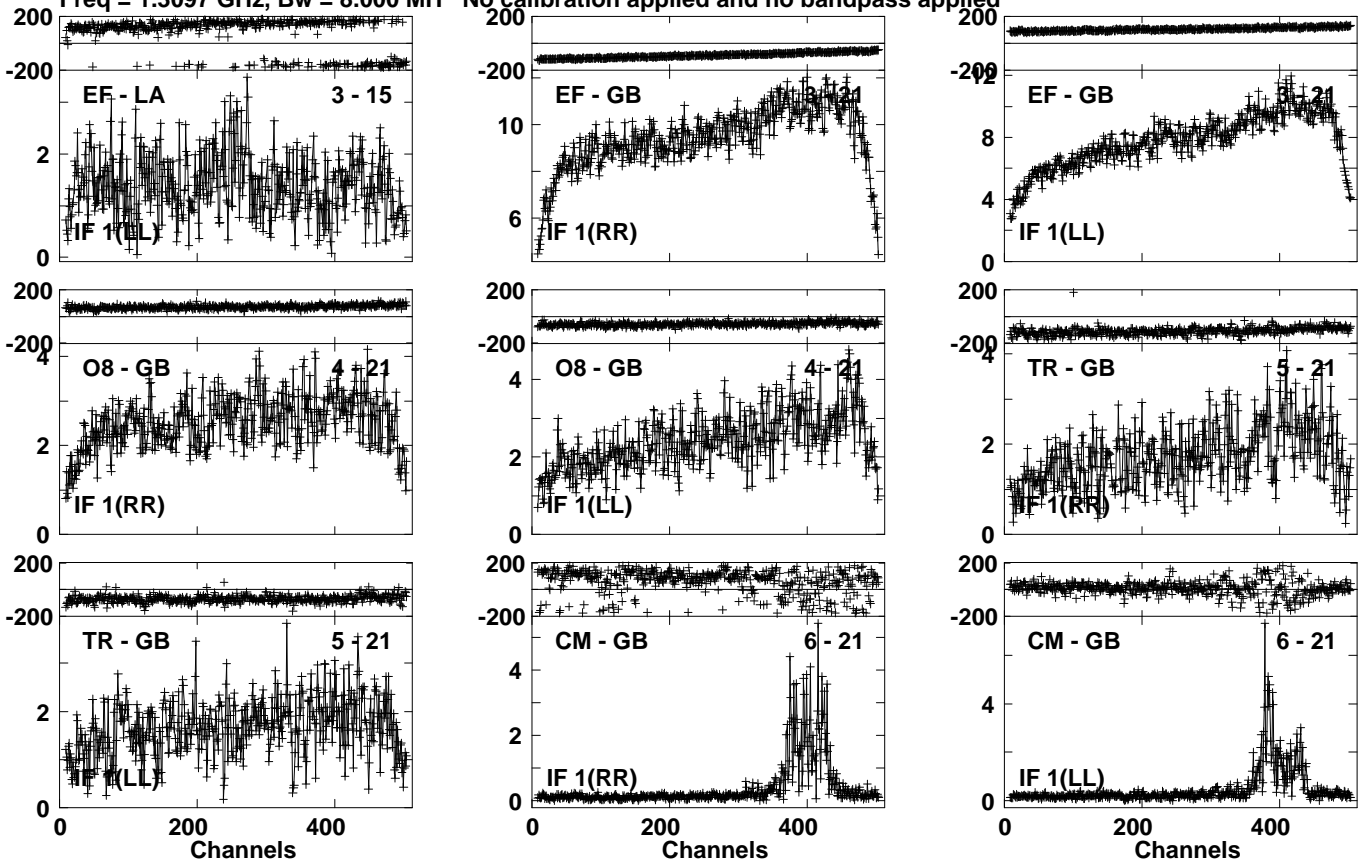 Freq = 1.5097 GHz, Bw = 8.000 MH No calibration applied and no bandpass applied
200 200 200
-200 -200
EF - LA 3 - 15 EF - GB 3 - 21 12 EF - GB 3 - 21
2 10 8
6 4
0 0
IF 1(LL) IF 1(RR) IF 1(LL)
200 200 200
-200 -200 -200
4 O8 - GB 4 - 21 4 O8 - GB 4 - 21 4 TR - GB 5 - 21
2 2 2
IF 1(RR) IF 1(LL) IF 1(RR)
0 0 0
200 200 200
-200 -200 -200
TR - GB 5 - 21 CM - GB 6 - 21 CM - GB 6 - 21
2 4 4
2
IF 1(LL) IF 1(RR) IF 1(LL)
0 0 0
0 200 400 0 200 400 0 200 400
Channels Channels Channels